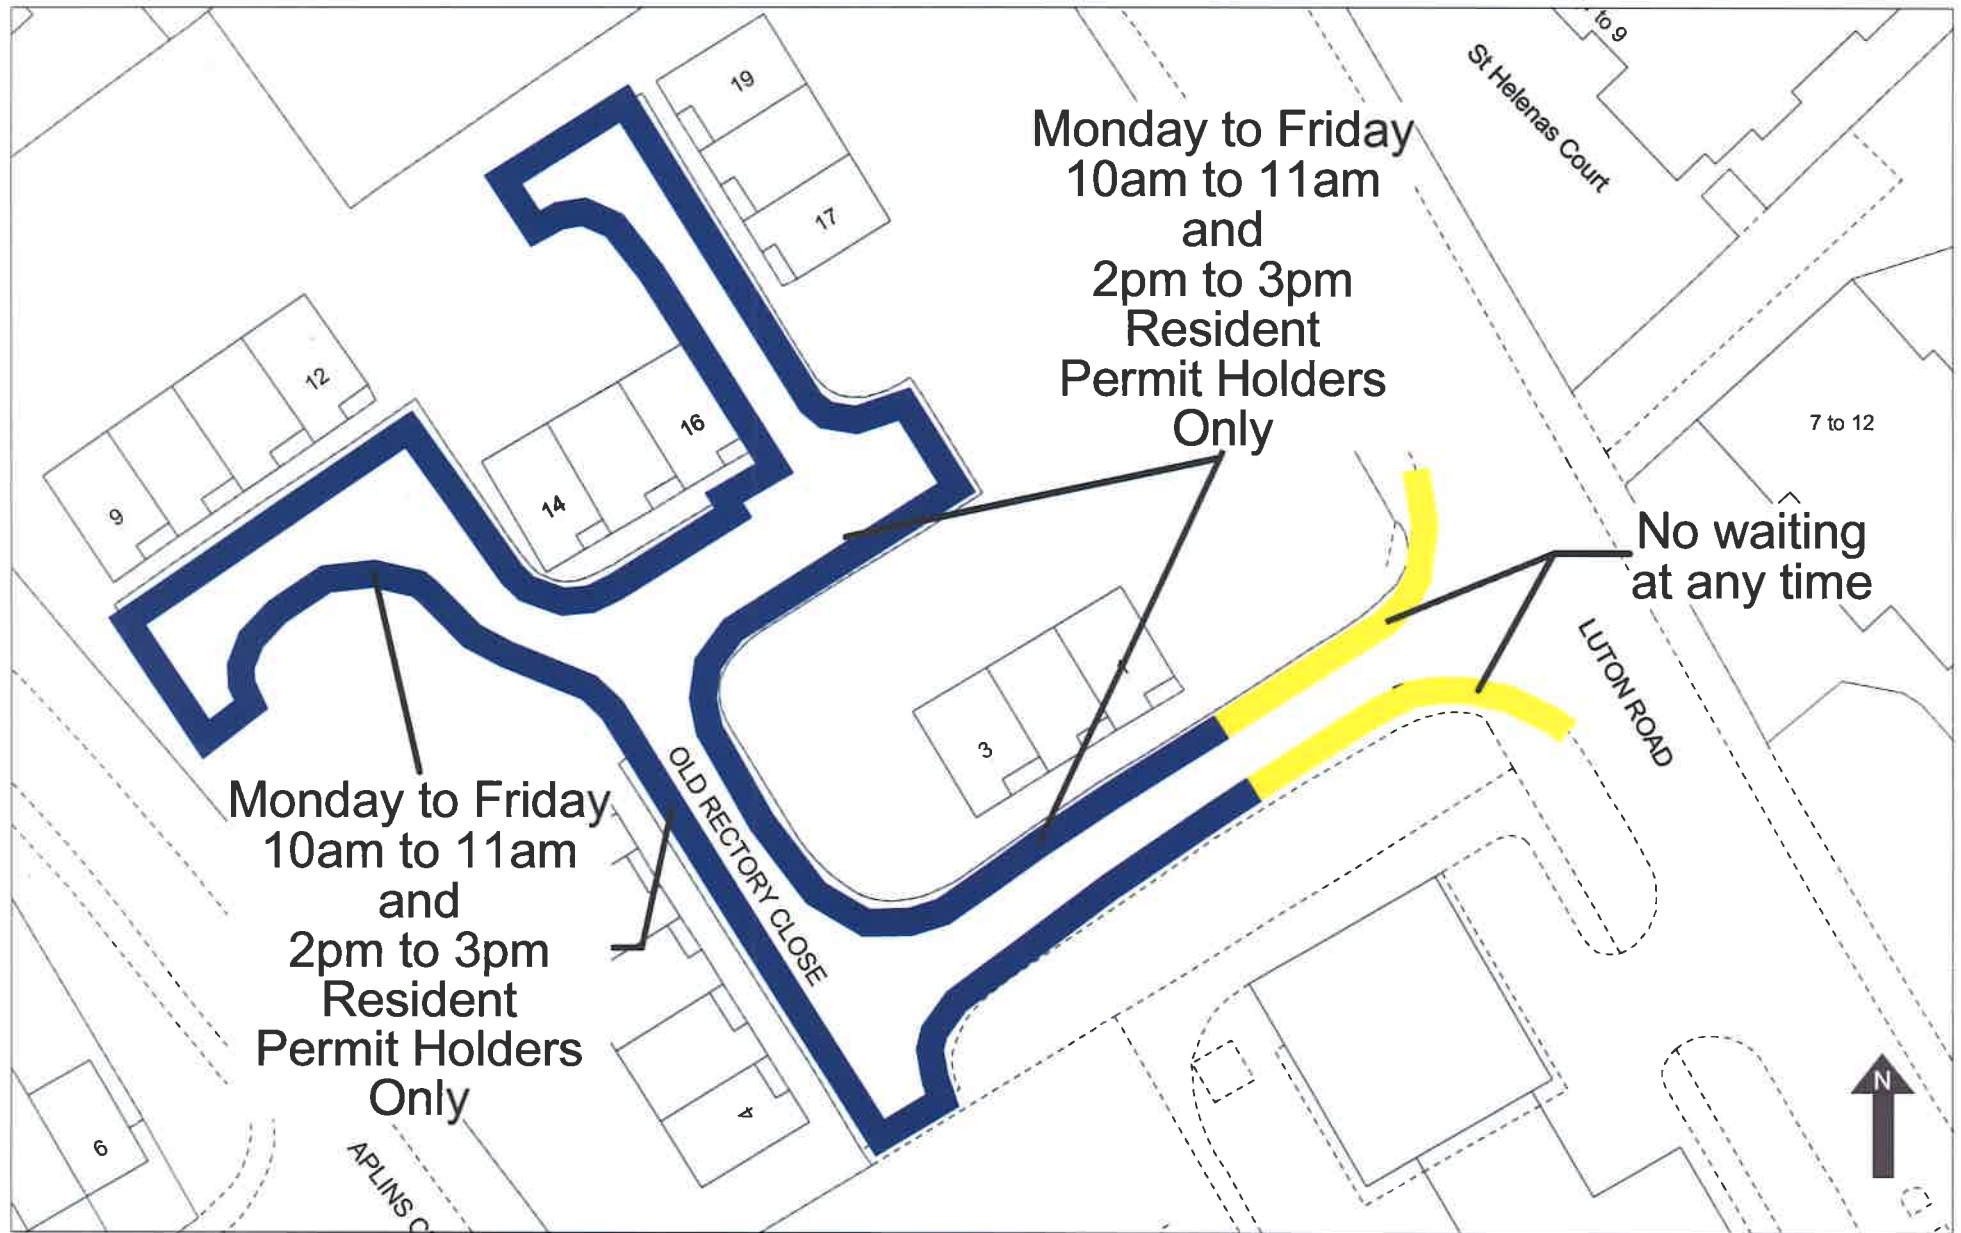 to 9
St Helenas Court
19
17
Monday to Friday
10am to 11am
and
2pm to 3pm
Resident
Permit Holders
Only
12
9
16
14
7 to 12
No waiting
at any time
LUTON ROAD
3
OLD RECTORY CLOSE
Monday to Friday
10am to 11am
and
2pm to 3pm
Resident
Permit Holders
Only
4
6
APLINS
N